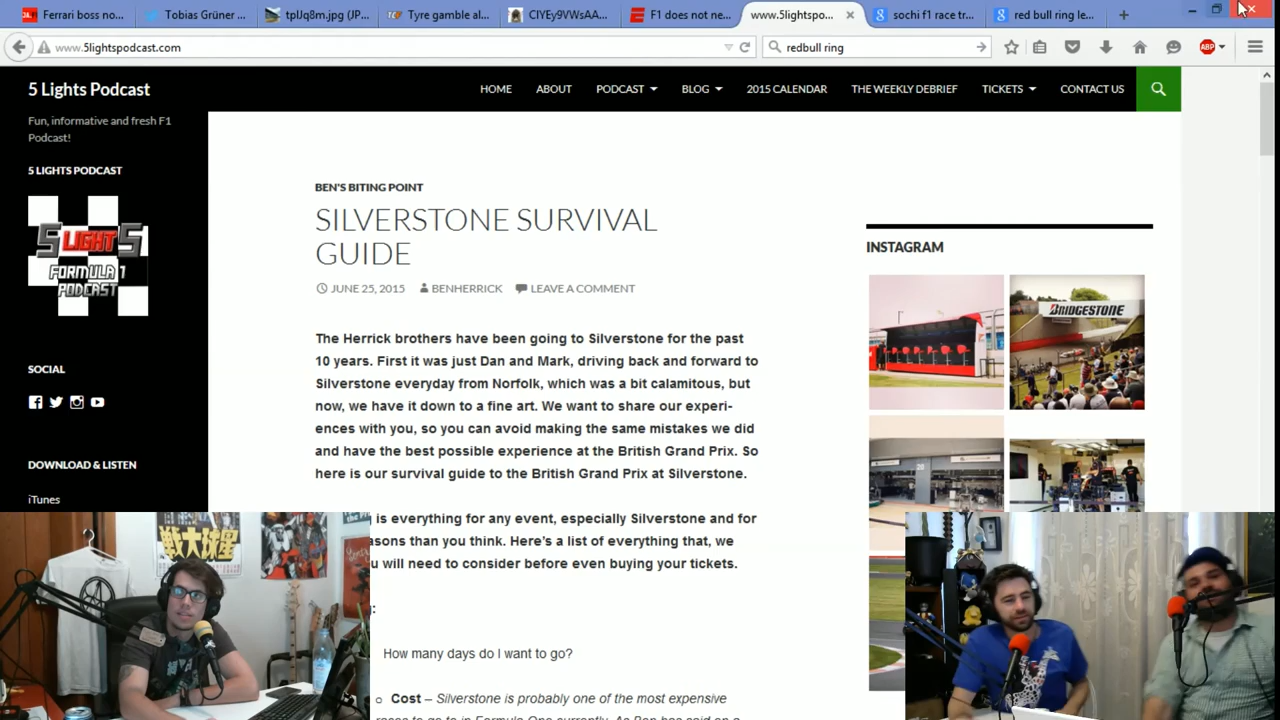 Ferrari boss no...
Tobias Grüner ...
Tyre gamble al...
F1 does not ne...
www.5lightspo...
sochi f1 race tr...
red bull ring le...
www.5lightspodcast.com
redbull ring
ABP
5 Lights Podcast
HOME
ABOUT
PODCAST
BLOG
2015 CALENDAR
THE WEEKLY DEBRIEF
TICKETS
CONTACT US
Fun, informative and fresh F1
Podcast!
5 LIGHTS PODCAST
5 LIGHT5
FORMULA 1
PODCAST
SOCIAL
DOWNLOAD & LISTEN
iTunes
BEN'S BITING POINT
SILVERSTONE SURVIVAL
GUIDE
JUNE 25, 2015
BENHERRICK
LEAVE A COMMENT
The Herrick brothers have been going to Silverstone for the past
10 years. First it was just Dan and Mark, driving back and forward to
Silverstone everyday from Norfolk, which was a bit calamitous, but
now, we have it down to a fine art. We want to share our experi-
ences with you, so you can avoid making the same mistakes we did
and have the best possible experience at the British Grand Prix. So
here is our survival guide to the British Grand Prix at Silverstone.
is everything for any event, especially Silverstone and for
asons than you think. Here's a list of everything that, we
u will need to consider before even buying your tickets.
How many days do I want to go?
Cost – Silverstone is probably one of the most expensive
INSTAGRAM
BRIDGESTONE
戦大球星